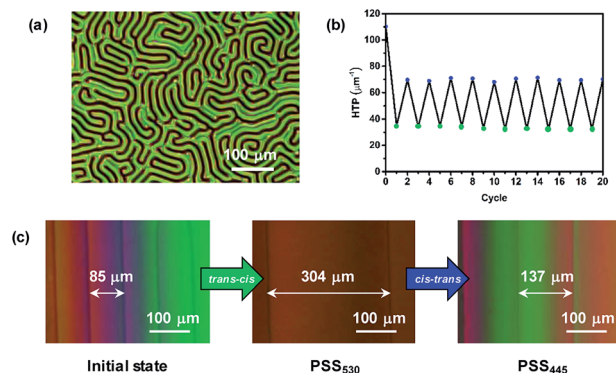 (a)
100 μm
(b)
HTP (μm⁻¹)
120
100
80
60
40
20
0
0 2 4 6 8 10 12 14 16 18 20
Cycle
(c)
85 μm
100 μm
Initial state
trans-cis
304 μm
100 μm
PSS₅₃₀
cis-trans
137 μm
100 μm
PSS₄₄₅